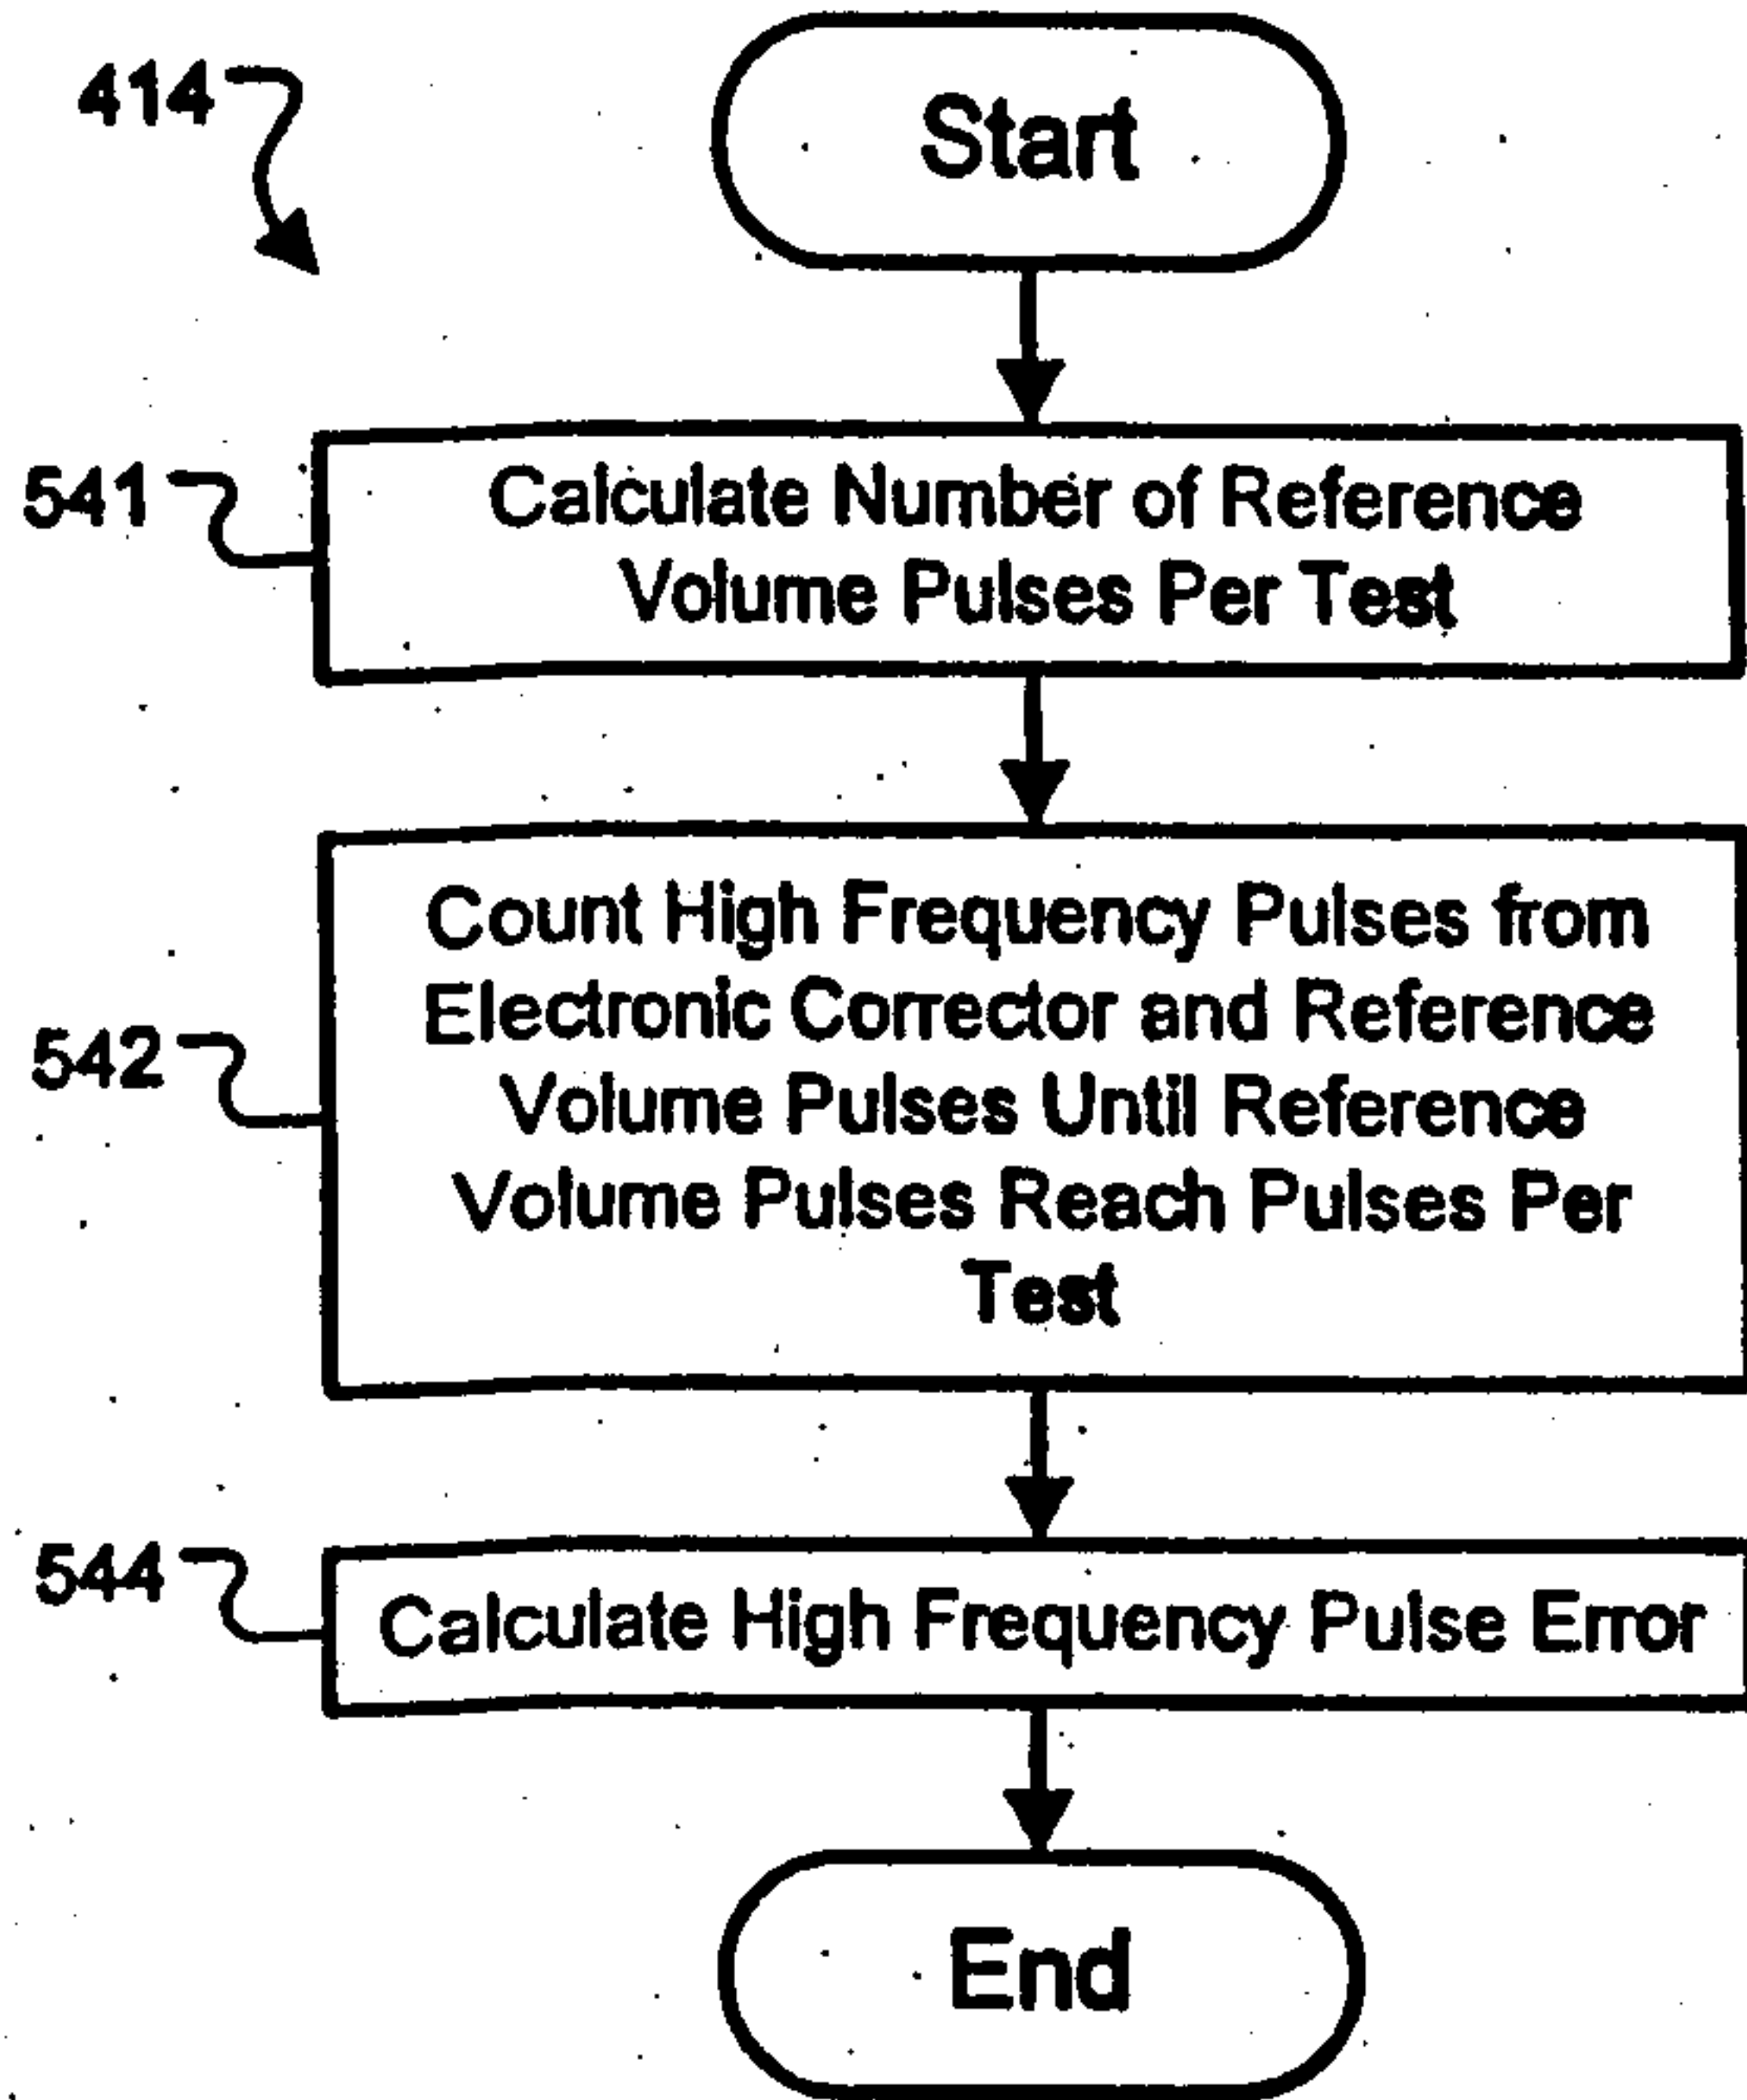 414
Start
541
Calculate Number of Reference
Volume Pulses Per Test
542
Count High Frequency Pulses from
Electronic Corrector and Reference
Volume Pulses Until Reference
Volume Pulses Reach Pulses Per
Test
544
Calculate High Frequency Pulse Error
End